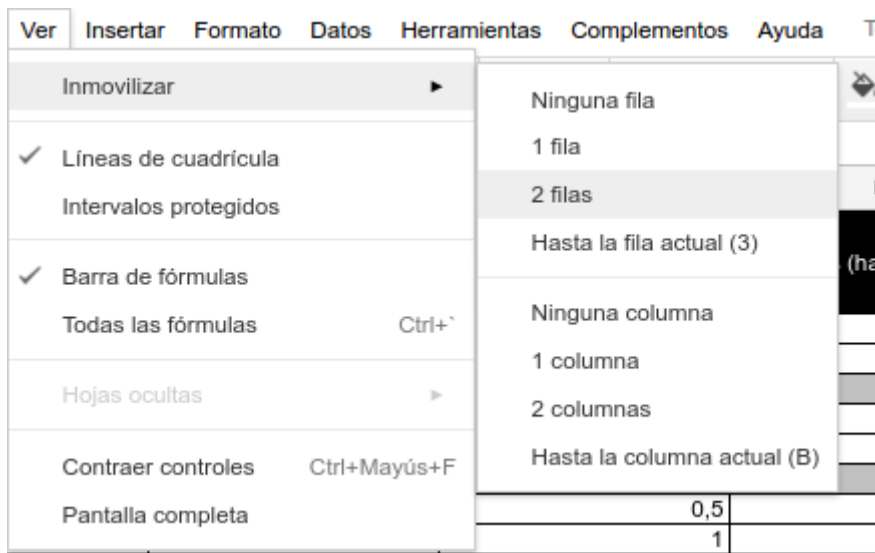 Ver Insertar Formato Datos Herramientas Complementos Ayuda
Inmovilizar
Líneas de cuadrícula
Intervalos protegidos
Barra de fórmulas
Todas las fórmulas Ctrl+`
Hojas ocultas
Contraer controles Ctrl+Mayús+F
Pantalla completa
Ninguna fila
1 fila
2 filas
Hasta la fila actual (3)
Ninguna columna
1 columna
2 columnas
Hasta la columna actual (B)
(ha
0,5
1